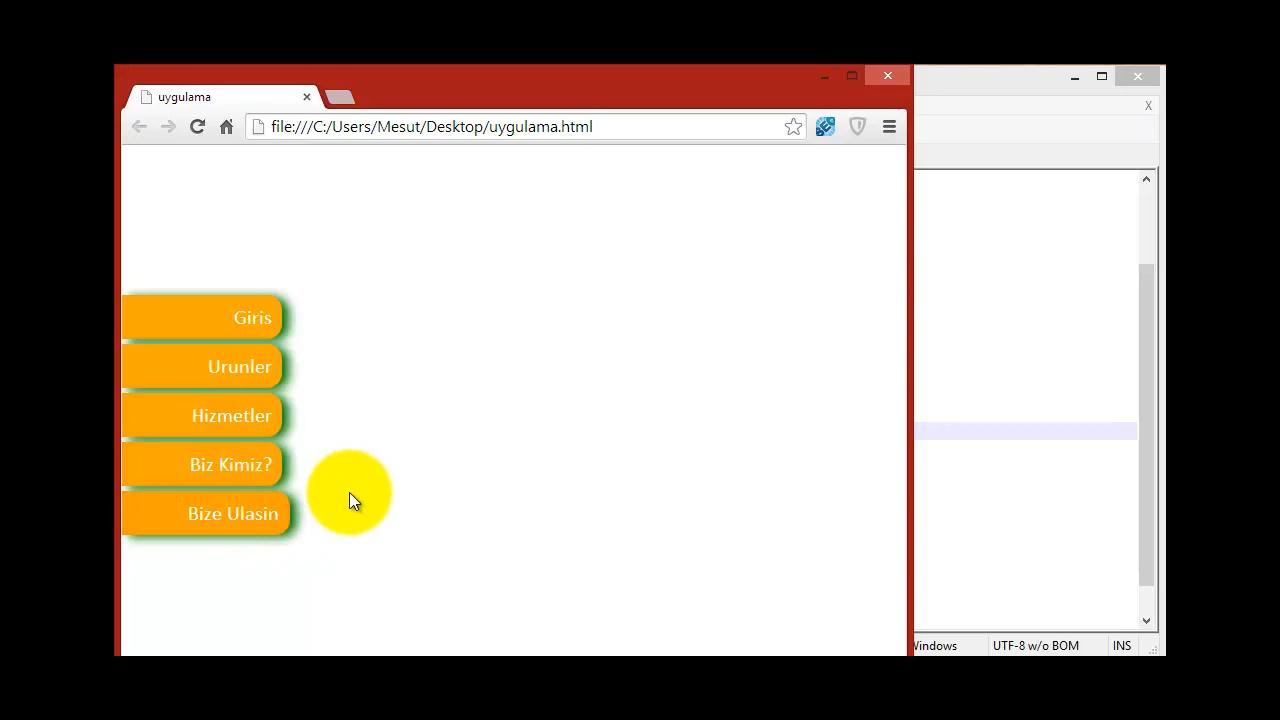 uygulama
file:///C:/Users/Mesut/Desktop/uygulama.html
Giris
Urunler
Hizmetler
Biz Kimiz?
Bize Ulasin
Windows UTF-8 w/o BOM INS